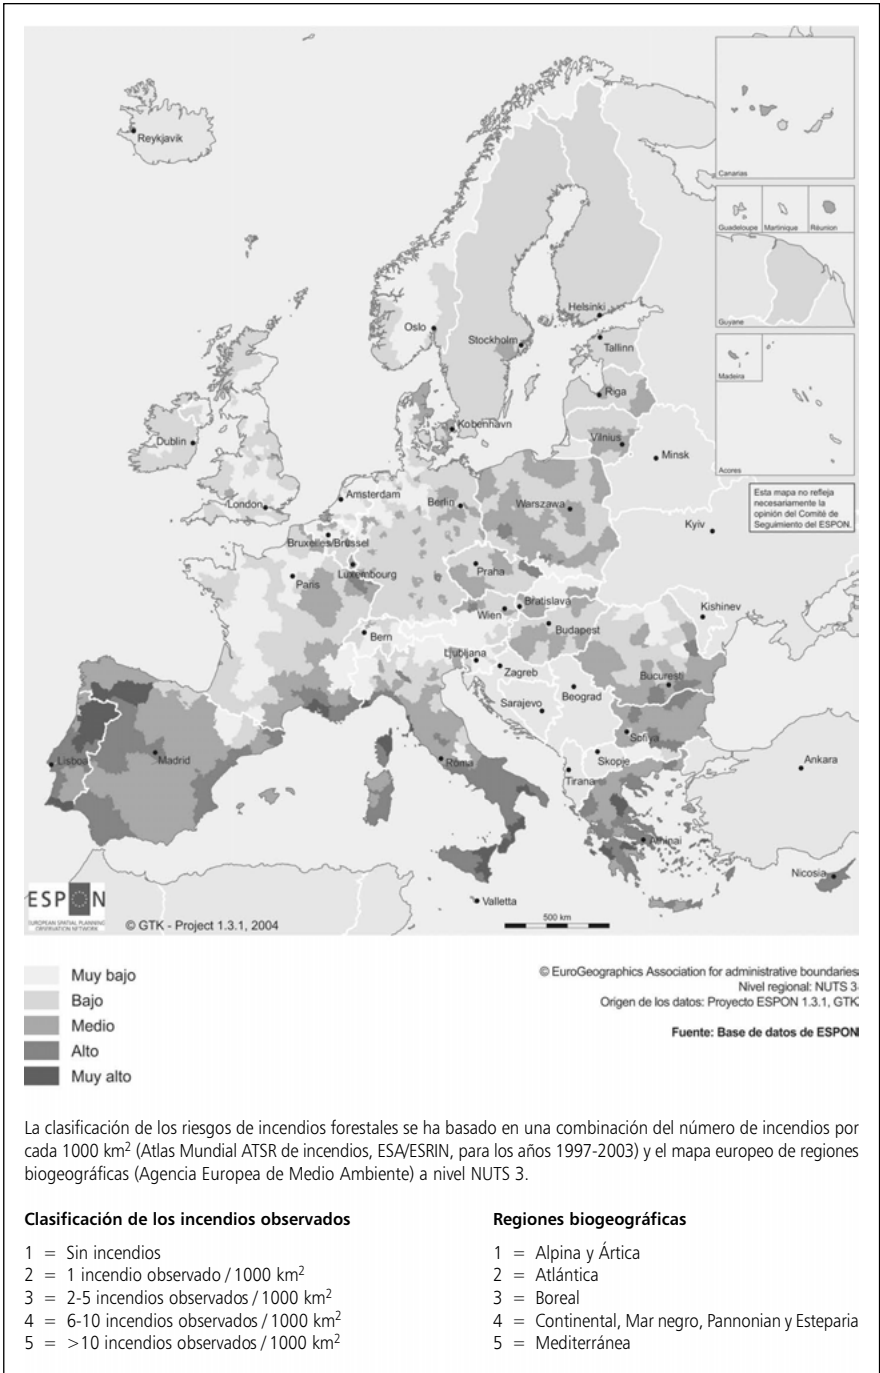 Reykjavik
Canarias
Guadeloupe
Martinique
Réunion
Guyane
Madeira
Acores
Esta mapa no refleja
necesariamente la
opinión del Comité de
Seguimiento del ESPON.
Oslo
Helsinki
Stockholm
Tallinn
Riga
Kobenhavn
Vilnius
Minsk
Dublin
London
Amsterdam
Berlin
Warszawa
Kyiv
Bruxelles/Brüssel
Luxembourg
Praha
Paris
Wien
Bratislava
Kishinev
Bern
Budapest
Ljubljana
Zagreb
Bucuresti
Beograd
Sarajevo
Sofiya
Lisboa
Madrid
Roma
Skopje
Tirana
Ankara
Athinai
Nicosia
Valletta
ESPON
EUROPEAN SPATIAL PLANNING
OBSERVATION NETWORK
© GTK - Project 1.3.1, 2004
500 km
Muy bajo
Bajo
Medio
Alto
Muy alto
© EuroGeographics Association for administrative boundaries
Nivel regional: NUTS 3
Origen de los datos: Proyecto ESPON 1.3.1, GTK
Fuente: Base de datos de ESPON
La clasificación de los riesgos de incendios forestales se ha basado en una combinación del número de incendios por
cada 1000 km² (Atlas Mundial ATSR de incendios, ESA/ESRIN, para los años 1997-2003) y el mapa europeo de regiones
biogeográficas (Agencia Europea de Medio Ambiente) a nivel NUTS 3.
Clasificación de los incendios observados
1 = Sin incendios
2 = 1 incendio observado / 1000 km²
3 = 2-5 incendios observados / 1000 km²
4 = 6-10 incendios observados / 1000 km²
5 = >10 incendios observados / 1000 km²
Regiones biogeográficas
1 = Alpina y Ártica
2 = Atlántica
3 = Boreal
4 = Continental, Mar negro, Pannonian y Esteparia
5 = Mediterránea